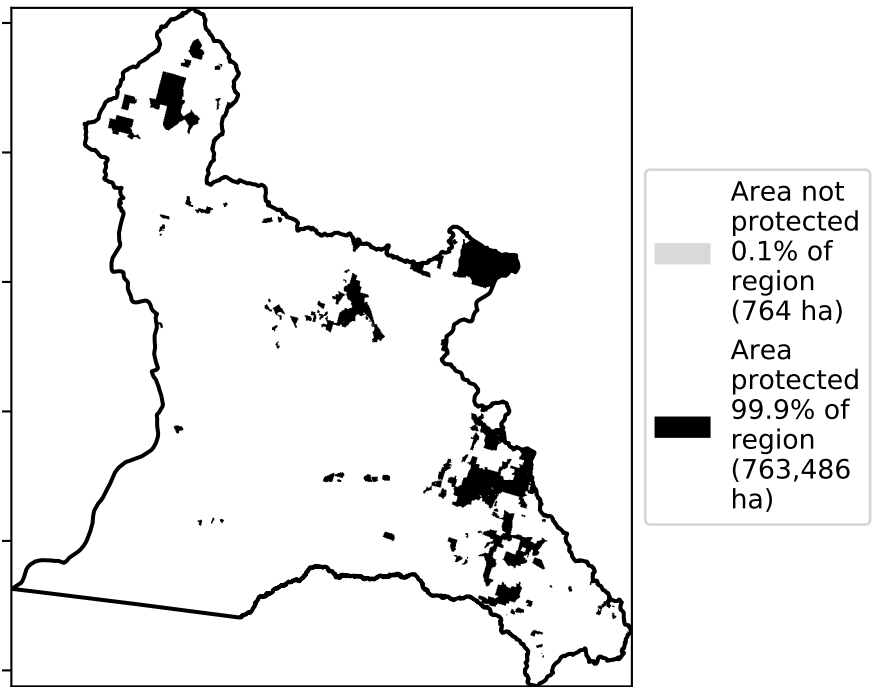 Area not
protected
0.1% of
region
(764 ha)
Area
protected
99.9% of
region
(763,486
ha)